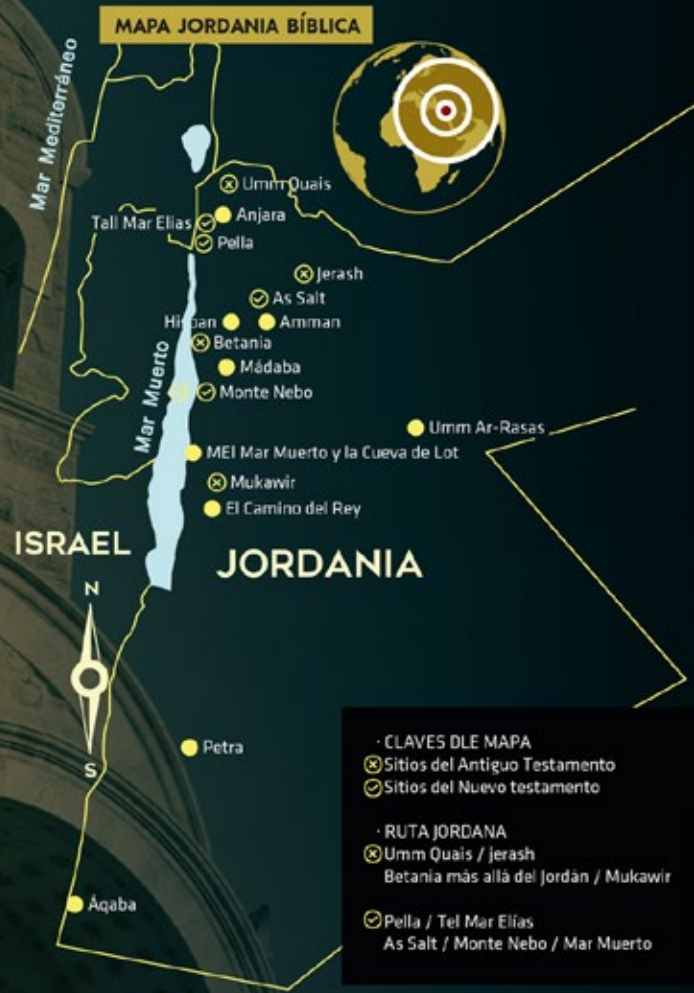 MAPA JORDANIA BÍBLICA
Mar Mediterráneo
Umm Quais
Anjara
Tall Mar Elias
Pella
Jerash
As Salt
Amman
Betania
Mádaba
Mar Muerto
Monte Nebo
Umm Ar-Rasas
MEl Mar Muerto y la Cueva de Lot
Mukawir
El Camino del Rey
ISRAEL
JORDANIA
N
S
Petra
Áqaba
· CLAVES DLE MAPA
Sitios del Antiguo Testamento
Sitios del Nuevo testamento
· RUTA JORDANA
Umm Quais / jerash
Betania más allá del Jordán / Mukawir
Pella / Tel Mar Elías
As Salt / Monte Nebo / Mar Muerto